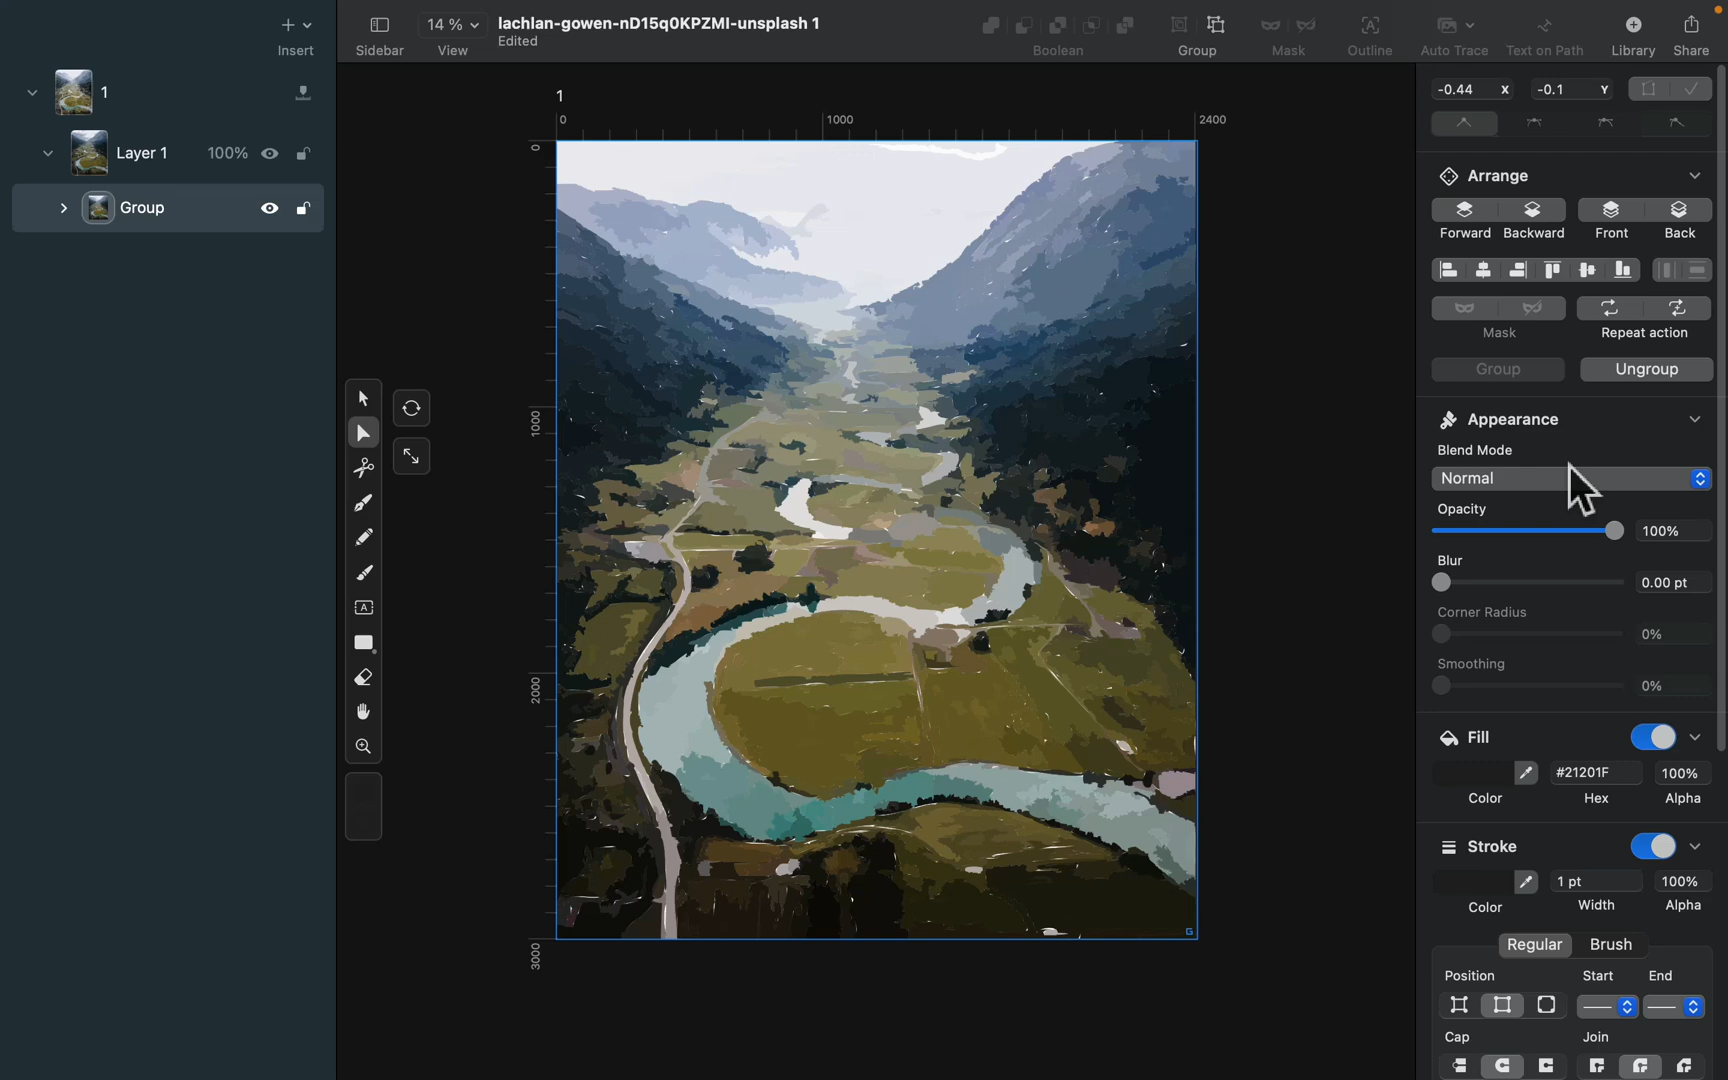 Insert
Sidebar
14 %
View
lachlan-gowen-nD15q0KPZMI-unsplash 1
Edited
Boolean
Group
Mask
Outline
Auto Trace
Text on Path
Library
Share
1
Layer 1 100%
Group
1
0 1000 2400
0
1000
2000
3000
A
G
-0.44 X -0.1 Y
Arrange
Forward Backward Front Back
Mask Repeat action
Group Ungroup
Appearance
Blend Mode
Normal
Opacity
100%
Blur
0.00 pt
Corner Radius
0%
Smoothing
0%
Fill
#21201F 100%
Color Hex Alpha
Stroke
1 pt 100%
Color Width Alpha
Regular Brush
Position Start End
Cap Join